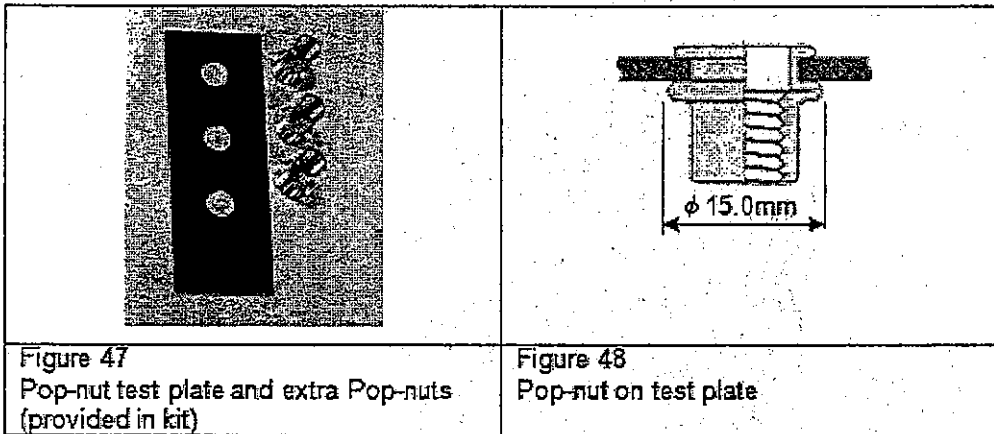 ϕ 15.0mm
Figure 47
Pop-nut test plate and extra Pop-nuts
(provided in kit)
Figure 48
Pop-nut on test plate